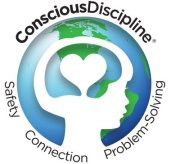 ConsciousDiscipline®
Safety
Connection
Problem-Solving